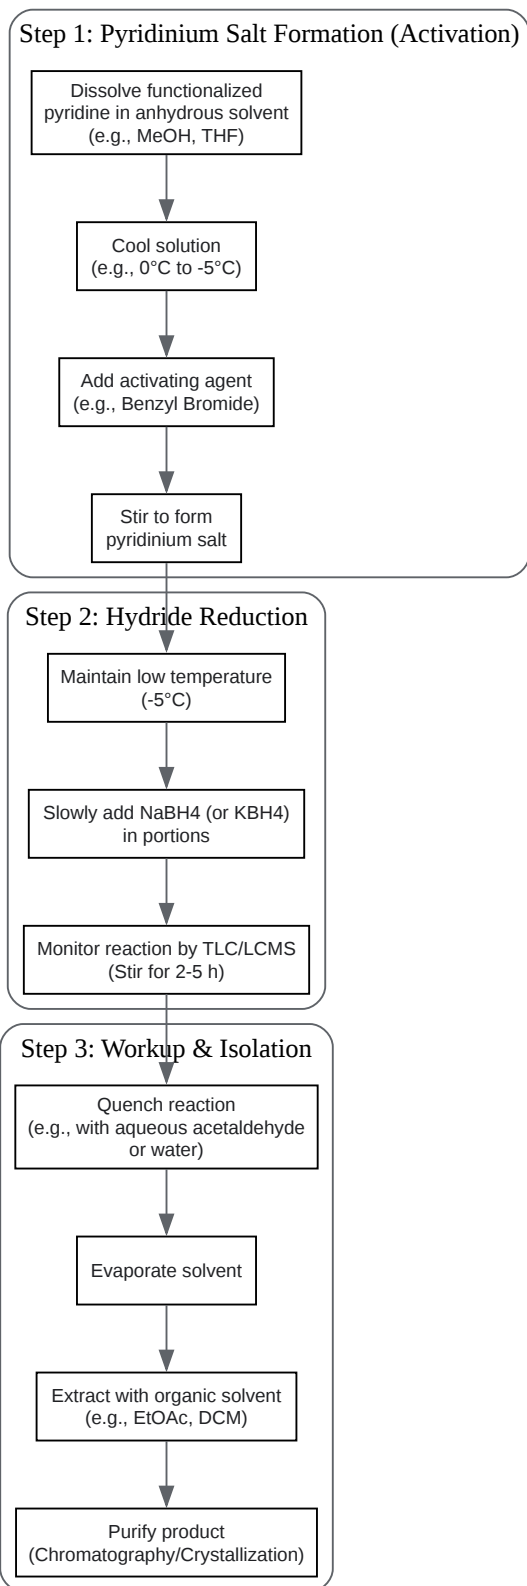 Step 1: Pyridinium Salt Formation (Activation)
Dissolve functionalized
pyridine in anhydrous solvent
(e.g., MeOH, THF)
Cool solution
(e.g., 0°C to -5°C)
Add activating agent
(e.g., Benzyl Bromide)
Stir to form
pyridinium salt
Step 2: Hydride Reduction
Maintain low temperature
(-5°C)
Slowly add NaBH4 (or KBH4)
in portions
Monitor reaction by TLC/LCMS
(Stir for 2-5 h)
Step 3: Workup & Isolation
Quench reaction
(e.g., with aqueous acetaldehyde
or water)
Evaporate solvent
Extract with organic solvent
(e.g., EtOAc, DCM)
Purify product
(Chromatography/Crystallization)